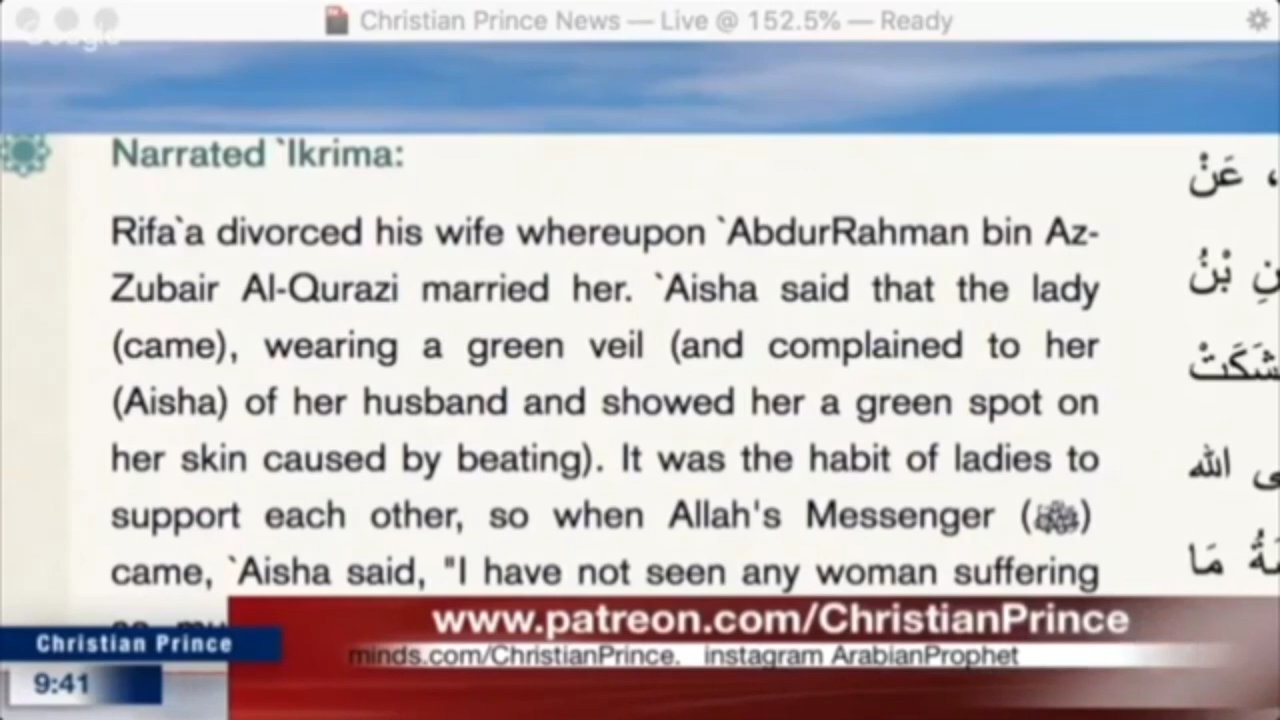 Christian Prince News — Live @ 152.5% — Ready
Google
Narrated `Ikrima:
Rifa`a divorced his wife whereupon `AbdurRahman bin Az-
Zubair Al-Qurazi married her. `Aisha said that the lady
(came), wearing a green veil (and complained to her
(Aisha) of her husband and showed her a green spot on
her skin caused by beating). It was the habit of ladies to
support each other, so when Allah's Messenger (ﷺ)
came, `Aisha said, "I have not seen any woman suffering
، عَنْ
بْنُ
الله
مَا
www.patreon.com/ChristianPrince
Christian Prince
minds.com/ChristianPrince. instagram ArabianProphet
9:41